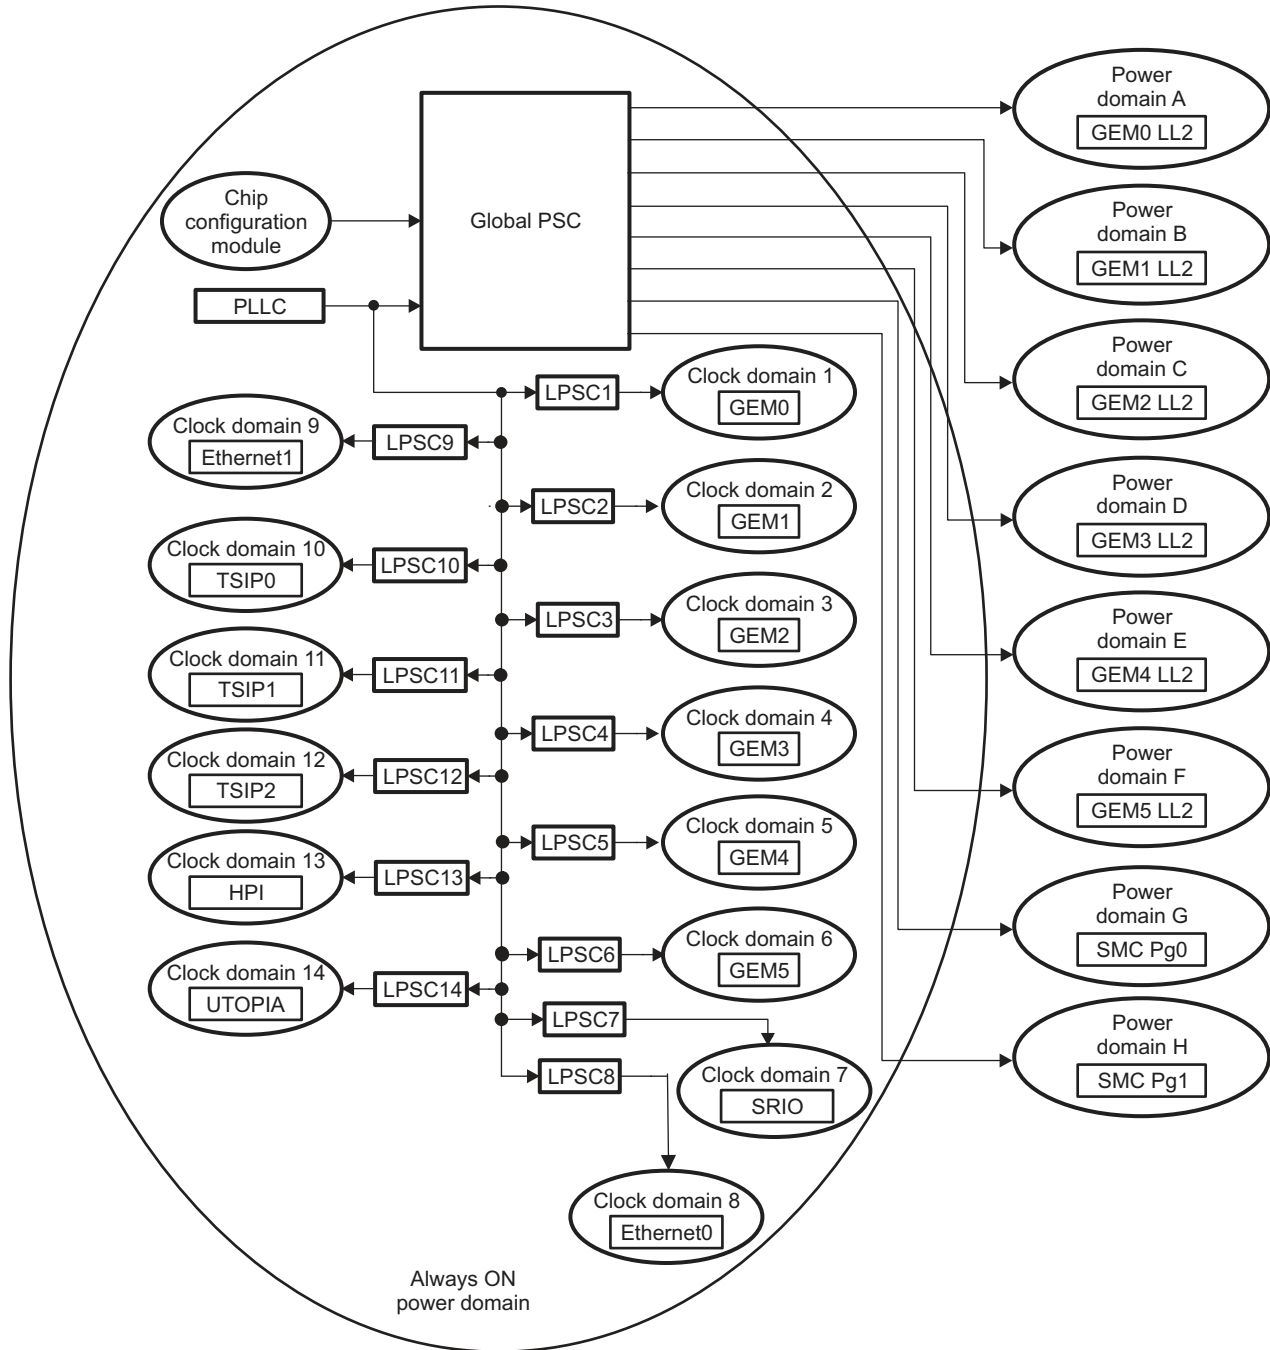 Power
domain A
GEM0 LL2
Chip
configuration
module
Global PSC
Power
domain B
GEM1 LL2
PLLC
Power
domain C
GEM2 LL2
LPSC1
Clock domain 1
GEM0
Clock domain 9
Ethernet1
LPSC9
LPSC2
Clock domain 2
GEM1
Power
domain D
GEM3 LL2
Clock domain 10
TSIP0
LPSC10
LPSC3
Clock domain 3
GEM2
Power
domain E
GEM4 LL2
Clock domain 11
TSIP1
LPSC11
LPSC4
Clock domain 4
GEM3
Clock domain 12
TSIP2
LPSC12
Power
domain F
GEM5 LL2
LPSC5
Clock domain 5
GEM4
Clock domain 13
HPI
LPSC13
Power
domain G
SMC Pg0
LPSC6
Clock domain 6
GEM5
Clock domain 14
UTOPIA
LPSC14
LPSC7
Power
domain H
SMC Pg1
LPSC8
Clock domain 7
SRIO
Clock domain 8
Ethernet0
Always ON
power domain